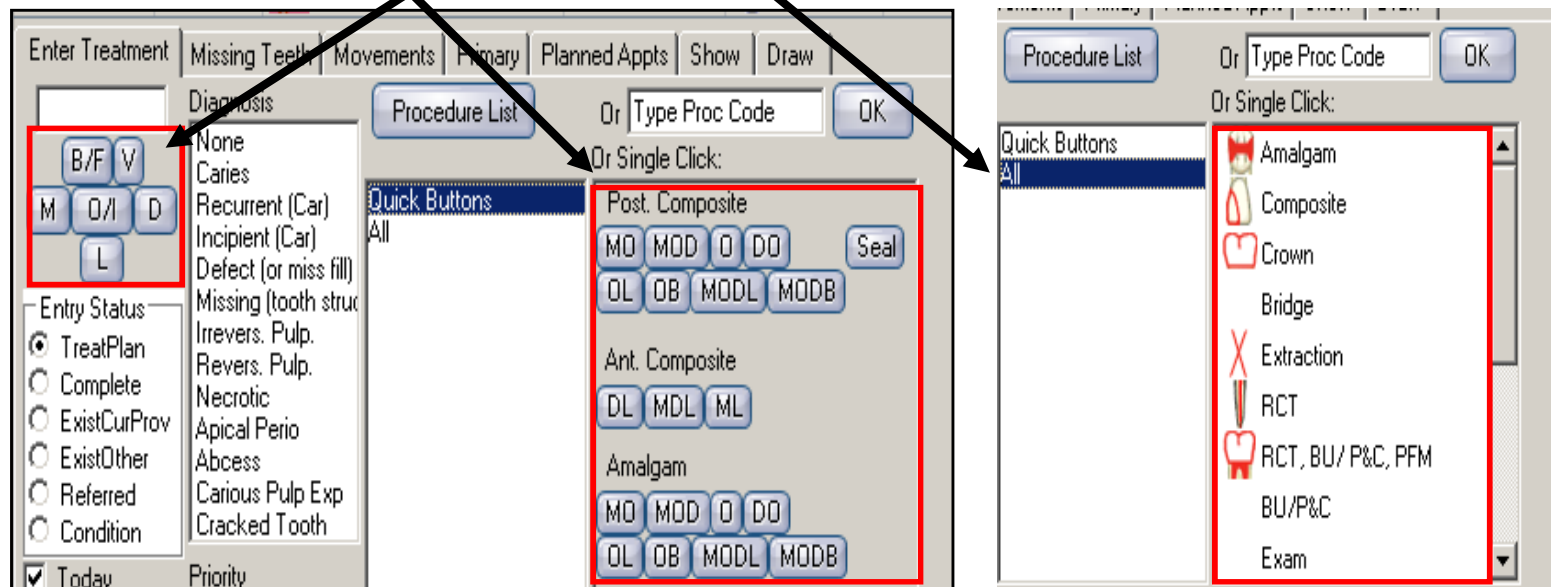 Enter Treatment Missing Teeth Movements Primary Planned Appts Show Draw
B/F V
M O/I D
L
Entry Status
TreatPlan
Complete
ExistCurProv
ExistOther
Referred
Condition
Today
Diagnosis
None
Caries
Recurrent (Car)
Incipient (Car)
Defect (or miss fill)
Missing (tooth struc
Irrevers. Pulp.
Revers. Pulp.
Necrotic
Apical Perio
Abcess
Carious Pulp Exp
Cracked Tooth
Priority
Procedure List Or Type Proc Code OK
Or Single Click:
Quick Buttons
All
Post. Composite
MO MOD O DO Seal
OL OB MODL MODB
Ant. Composite
DL MDL ML
Amalgam
MO MOD O DO
OL OB MODL MODB
Procedure List Or Type Proc Code OK
Or Single Click:
Quick Buttons
All
Amalgam
Composite
Crown
Bridge
Extraction
RCT
RCT, BU/ P&C, PFM
BU/P&C
Exam